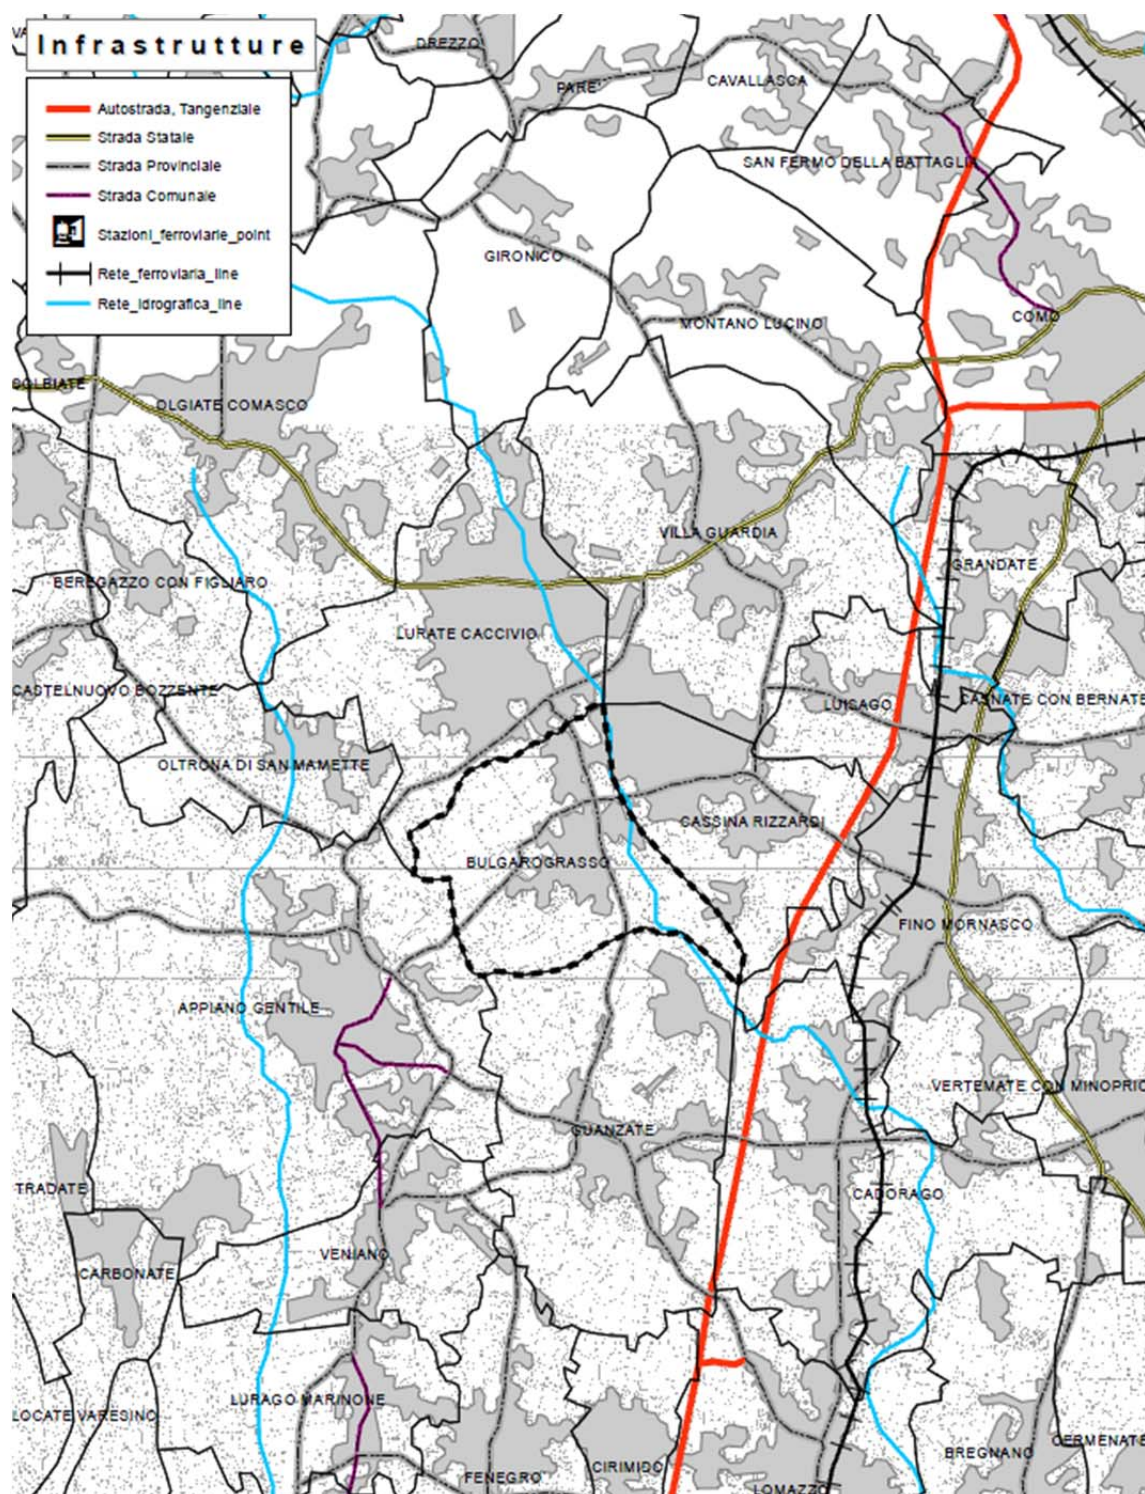 Infrastrutture
DREZZO
PARE'
CAVALLASCA
Autostrada, Tangenziale
Strada Statale
Strada Provinciale
SAN FERMO DELLA BATTAGLIA
Strada Comunale
Stazioni_ferroviarie_point
GIRONICO
Rete_ferroviaria_line
Rete_idrografica_line
COMO
MONTANO LUCINO
OLGIATE COMASCO
VILLA GUARDIA
GRANDATE
BEREGAZZO CON FIGLIARO
LURATE CACCIVIO
CASTELNUOVO BOZZENTE
CASNATE CON BERNATE
LUISAGO
OLTRONA DI SAN MAMETTE
CASSINA RIZZARDI
BULGAROGRASSO
FINO MORNASCO
APPIANO GENTILE
VERTEMATE CON MINOPRIO
GUANZATE
TRADATE
CADORAGO
VENIANO
CARBONATE
LURAGO MARINONE
LOCATE VARESINO
CERMENATE
BREGNANO
CIRIMIDO
FENEGRO
LOMAZZO